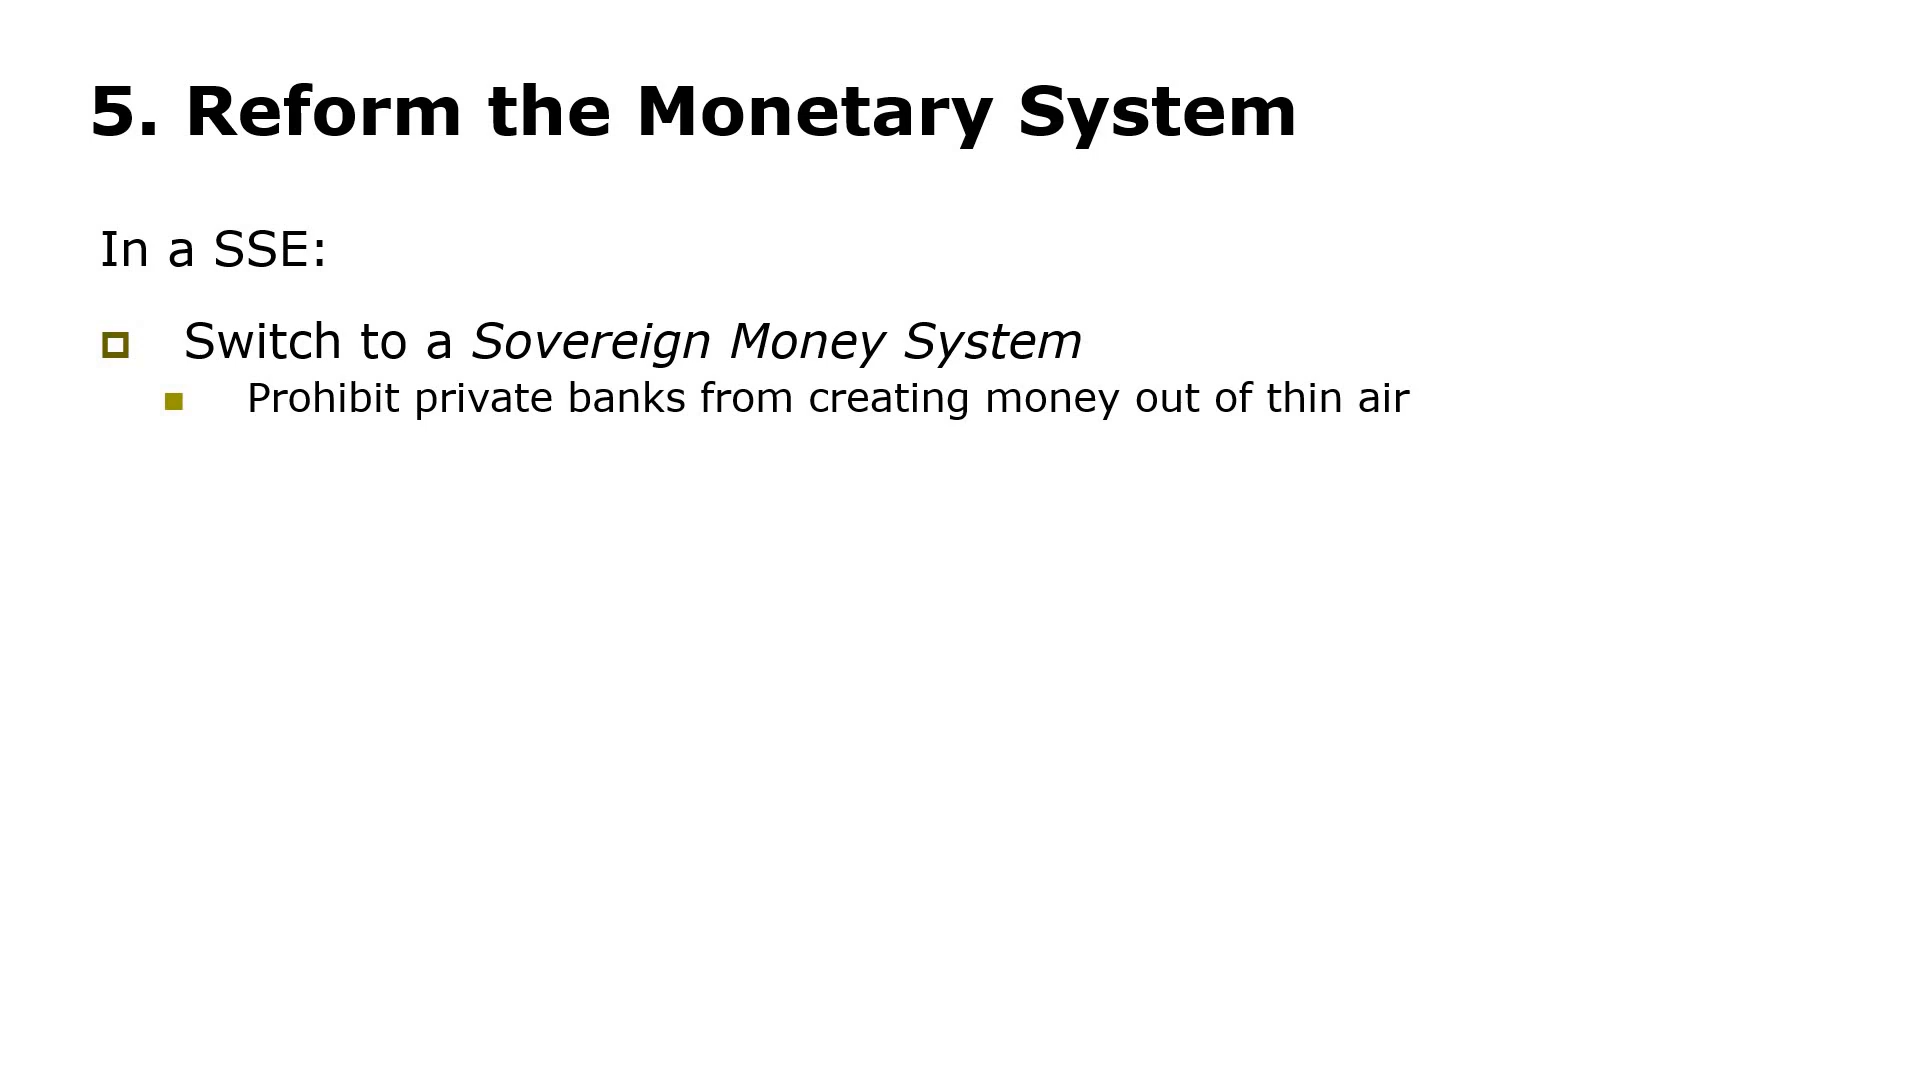 5. Reform the Monetary System
In a SSE:
Switch to a Sovereign Money System
Prohibit private banks from creating money out of thin air